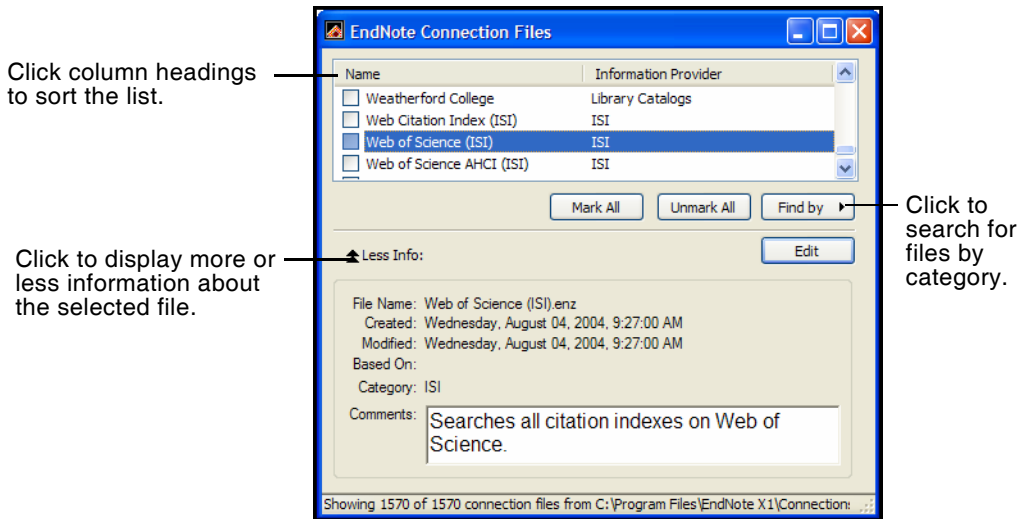 EndNote Connection Files
Click column headings
to sort the list.
Name Information Provider
Weatherford College Library Catalogs
Web Citation Index (ISI) ISI
Web of Science (ISI) ISI
Web of Science AHCI (ISI) ISI
Mark All Unmark All Find by
Click to
search for
files by
category.
Click to display more or
less information about
the selected file.
Less Info: Edit
File Name: Web of Science (ISI).enz
Created: Wednesday, August 04, 2004, 9:27:00 AM
Modified: Wednesday, August 04, 2004, 9:27:00 AM
Based On:
Category: ISI
Comments: Searches all citation indexes on Web of
Science.
Showing 1570 of 1570 connection files from C:\Program Files\EndNote X1\Connection